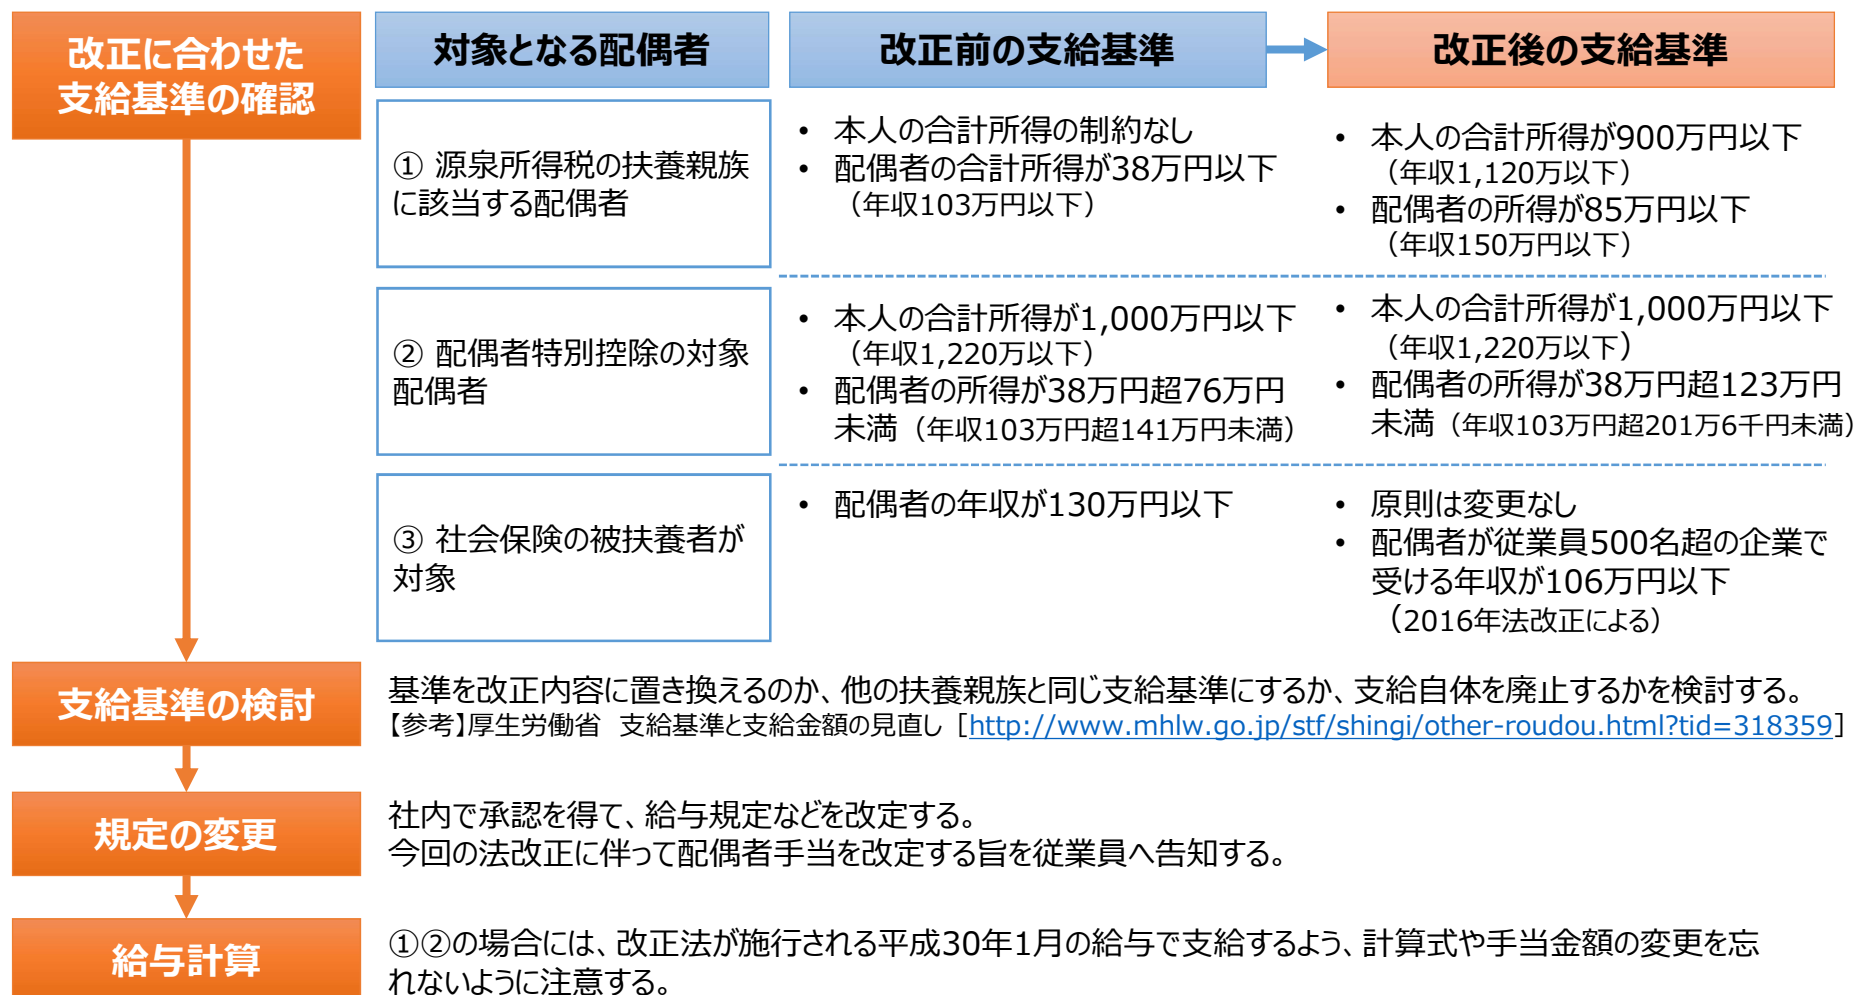 改正に合わせた
支給基準の確認
対象となる配偶者
改正前の支給基準
改正後の支給基準
① 源泉所得税の扶養親族
に該当する配偶者
• 本人の合計所得の制約なし
• 配偶者の合計所得が38万円以下
（年収103万円以下）
• 本人の合計所得が900万円以下
（年収1,120万以下）
• 配偶者の所得が85万円以下
（年収150万円以下）
② 配偶者特別控除の対象
配偶者
• 本人の合計所得が1,000万円以下
（年収1,220万以下）
• 配偶者の所得が38万円超76万円
未満（年収103万円超141万円未満）
• 本人の合計所得が1,000万円以下
（年収1,220万以下）
• 配偶者の所得が38万円超123万円
未満（年収103万円超201万6千円未満）
③ 社会保険の被扶養者が
対象
• 配偶者の年収が130万円以下
• 原則は変更なし
• 配偶者が従業員500名超の企業で
受ける年収が106万円以下
（2016年法改正による）
支給基準の検討
基準を改正内容に置き換えるのか、他の扶養親族と同じ支給基準にするか、支給自体を廃止するかを検討する。
【参考】厚生労働省　支給基準と支給金額の見直し［http://www.mhlw.go.jp/stf/shingi/other-roudou.html?tid=318359］
規定の変更
社内で承認を得て、給与規定などを改定する。
今回の法改正に伴って配偶者手当を改定する旨を従業員へ告知する。
給与計算
①②の場合には、改正法が施行される平成30年1月の給与で支給するよう、計算式や手当金額の変更を忘
れないように注意する。